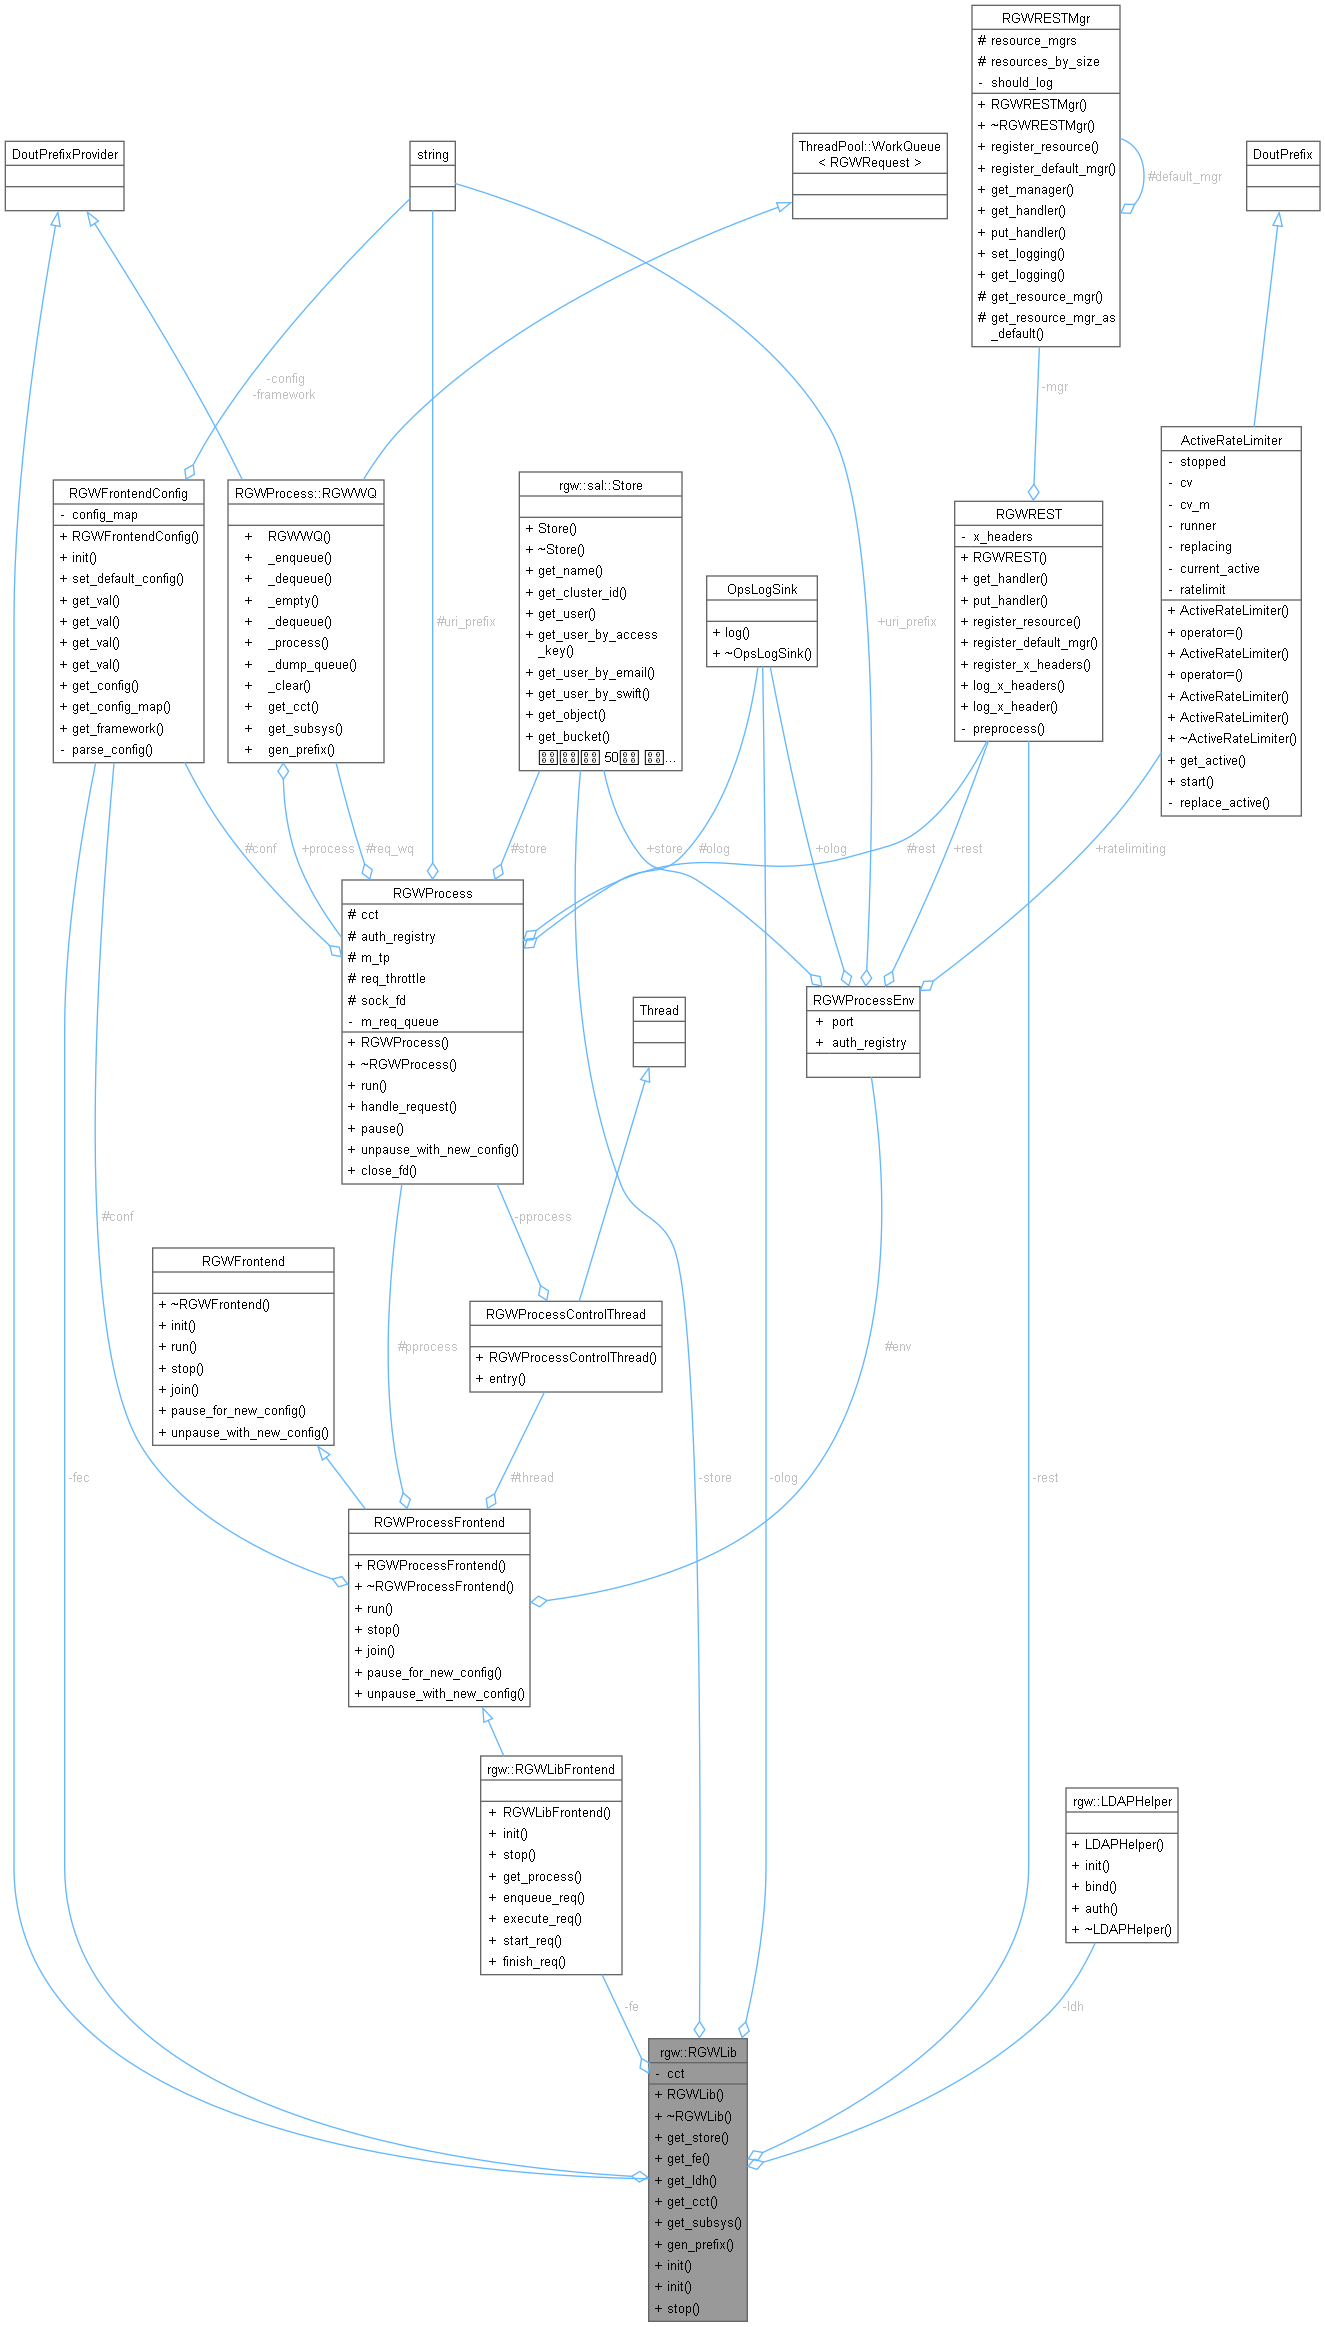 RGWRESTMgr
# resource_mgrs
# resources_by_size
- should_log
+ RGWRESTMgr()
+ ~RGWRESTMgr()
+ register_resource()
+ register_default_mgr()
+ get_manager()
+ get_handler()
+ put_handler()
+ set_logging()
+ get_logging()
# get_resource_mgr()
# get_resource_mgr_as
_default()
#default_mgr
DoutPrefixProvider
string
ThreadPool::WorkQueue
< RGWRequest >
DoutPrefix
-config
-framework
-mgr
RGWFrontendConfig
- config_map
+ RGWFrontendConfig()
+ init()
+ set_default_config()
+ get_val()
+ get_val()
+ get_val()
+ get_val()
+ get_config()
+ get_config_map()
+ get_framework()
- parse_config()
RGWProcess::RGWWQ
+ RGWWQ()
+ _enqueue()
+ _dequeue()
+ _empty()
+ _dequeue()
+ _process()
+ _dump_queue()
+ _clear()
+ get_cct()
+ get_subsys()
+ gen_prefix()
#uri_prefix
rgw::sal::Store
+ Store()
+ ~Store()
+ get_name()
+ get_cluster_id()
+ get_user()
+ get_user_by_access
_key()
+ get_user_by_email()
+ get_user_by_swift()
+ get_object()
+ get_bucket()
50 ...
OpsLogSink
+ log()
+ ~OpsLogSink()
+uri_prefix
RGWREST
- x_headers
+ RGWREST()
+ get_handler()
+ put_handler()
+ register_resource()
+ register_default_mgr()
+ register_x_headers()
+ log_x_headers()
+ log_x_header()
- preprocess()
ActiveRateLimiter
- stopped
- cv
- cv_m
- runner
- replacing
- current_active
- ratelimit
+ ActiveRateLimiter()
+ operator=()
+ ActiveRateLimiter()
+ operator=()
+ ActiveRateLimiter()
+ ActiveRateLimiter()
+ ~ActiveRateLimiter()
+ get_active()
+ start()
- replace_active()
#conf
+process
#req_wq
#store
+store
#olog
+olog
#rest
+rest
+ratelimiting
RGWProcess
# cct
# auth_registry
# m_tp
# req_throttle
# sock_fd
- m_req_queue
+ RGWProcess()
+ ~RGWProcess()
+ run()
+ handle_request()
+ pause()
+ unpause_with_new_config()
+ close_fd()
Thread
RGWProcessEnv
+ port
+ auth_registry
#conf
-pprocess
RGWFrontend
+ ~RGWFrontend()
+ init()
+ run()
+ stop()
+ join()
+ pause_for_new_config()
+ unpause_with_new_config()
#pprocess
RGWProcessControlThread
+ RGWProcessControlThread()
+ entry()
#env
-fec
#thread
-store
-olog
-rest
RGWProcessFrontend
+ RGWProcessFrontend()
+ ~RGWProcessFrontend()
+ run()
+ stop()
+ join()
+ pause_for_new_config()
+ unpause_with_new_config()
rgw::RGWLibFrontend
+ RGWLibFrontend()
+ init()
+ stop()
+ get_process()
+ enqueue_req()
+ execute_req()
+ start_req()
+ finish_req()
rgw::LDAPHelper
+ LDAPHelper()
+ init()
+ bind()
+ auth()
+ ~LDAPHelper()
-fe
-ldh
rgw::RGWLib
- cct
+ RGWLib()
+ ~RGWLib()
+ get_store()
+ get_fe()
+ get_ldh()
+ get_cct()
+ get_subsys()
+ gen_prefix()
+ init()
+ init()
+ stop()